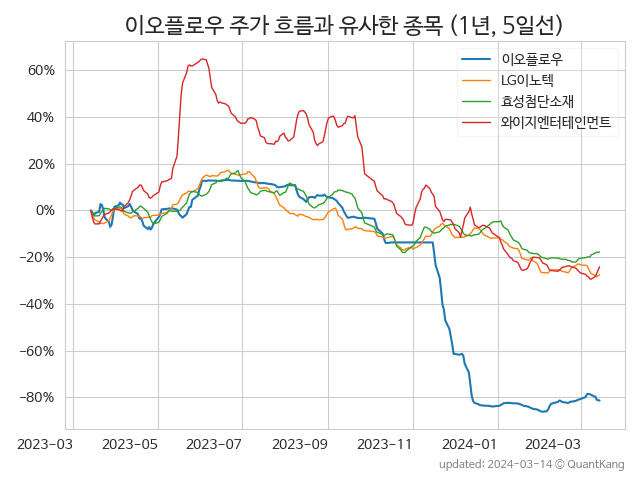 이오플로우 주가 흐름과 유사한 종목 (1년, 5일선)
이오플로우
LG이노텍
효성첨단소재
와이지엔터테인먼트
60%
40%
20%
0%
−20%
−40%
−60%
−80%
2023-03 2023-05 2023-07 2023-09 2023-11 2024-01 2024-03
updated: 2024-03-14 © QuantKang